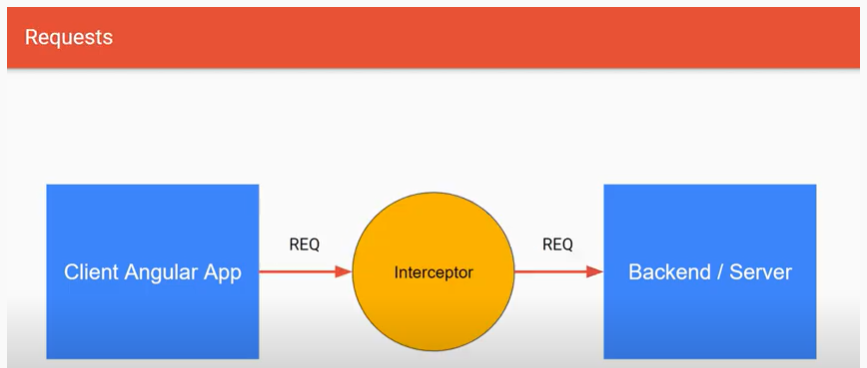 Requests
REQ
REQ
Client Angular App
Interceptor
Backend / Server